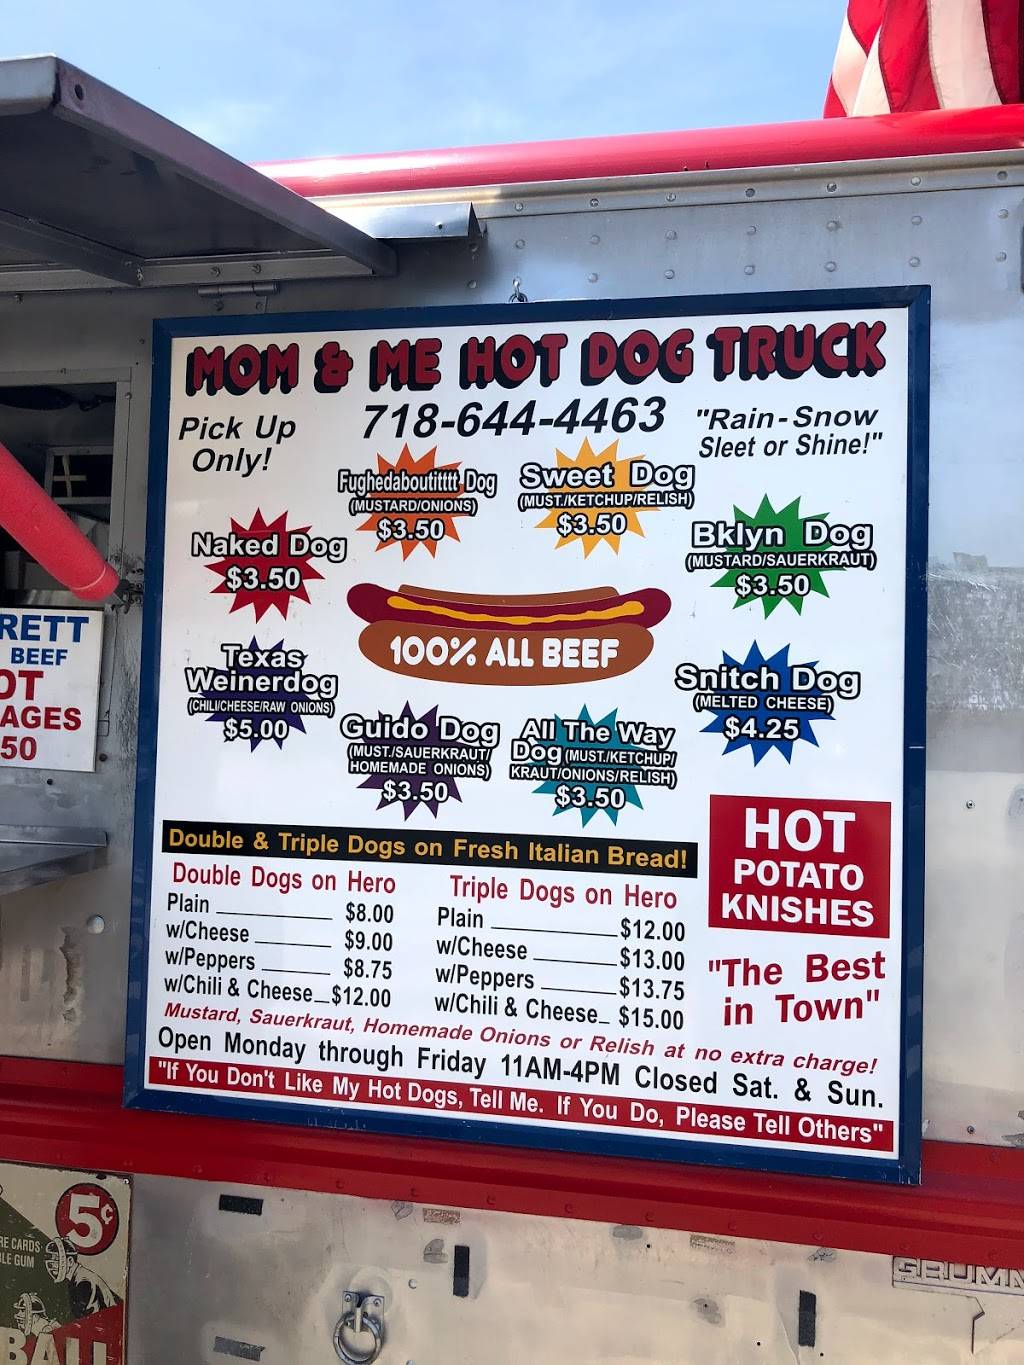 MOM & ME HOT DOG TRUCK
Pick Up
Only!
718-644-4463
"Rain-Snow
Sleet or Shine!"
Fughedaboutitttt Dog
(MUSTARD/ONIONS)
$3.50
Sweet Dog
(MUST./KETCHUP/RELISH)
$3.50
Naked Dog
$3.50
Bklyn Dog
(MUSTARD/SAUERKRAUT)
$3.50
100% ALL BEEF
Texas
Weinerdog
(CHILI/CHEESE/RAW ONIONS)
$5.00
Snitch Dog
(MELTED CHEESE)
$4.25
Guido Dog
(MUST./SAUERKRAUT/
HOMEMADE ONIONS)
$3.50
All The Way
Dog (MUST./KETCHUP/
KRAUT/ONIONS/RELISH)
$3.50
Double & Triple Dogs on Fresh Italian Bread!
Double Dogs on Hero
Plain $8.00
w/Cheese $9.00
w/Peppers $8.75
w/Chili & Cheese $12.00
Triple Dogs on Hero
Plain $12.00
w/Cheese $13.00
w/Peppers $13.75
w/Chili & Cheese $15.00
HOT
POTATO
KNISHES
"The Best
in Town"
Mustard, Sauerkraut, Homemade Onions or Relish at no extra charge!
Open Monday through Friday 11AM-4PM Closed Sat. & Sun.
"If You Don't Like My Hot Dogs, Tell Me. If You Do, Please Tell Others"
RETT
BEEF
OT
AGES
50
5¢
RE CARDS
LE GUM
BALL
GRUMM